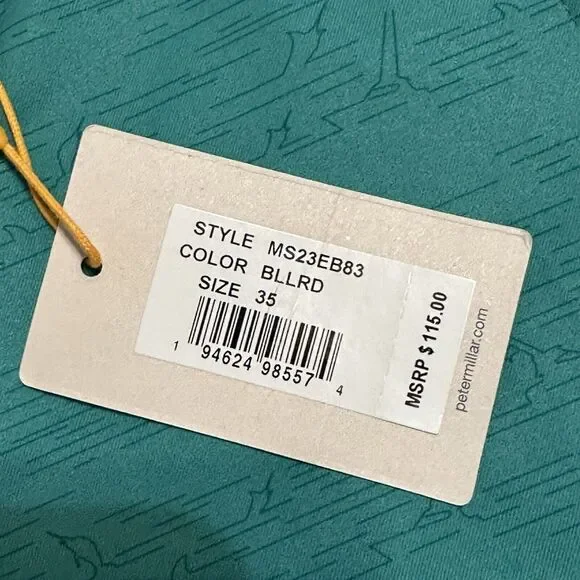 STYLE MS23EB83
COLOR BLLRD
SIZE 35
1 94624 98557 4
MSRP $ 115.00
petermillar.com